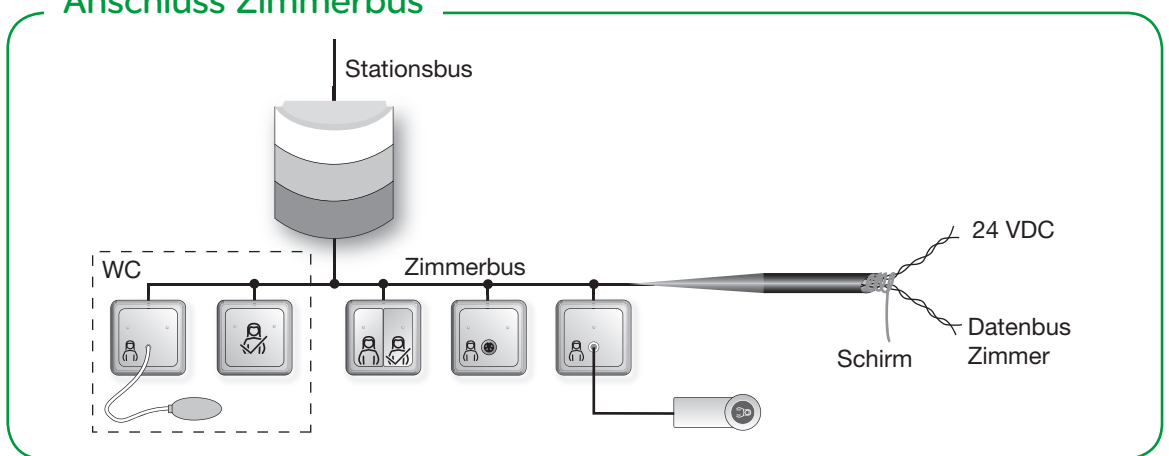 Anschluss Zimmerbus
Stationsbus
WC
Zimmerbus
24 VDC
Datenbus
Zimmer
Schirm